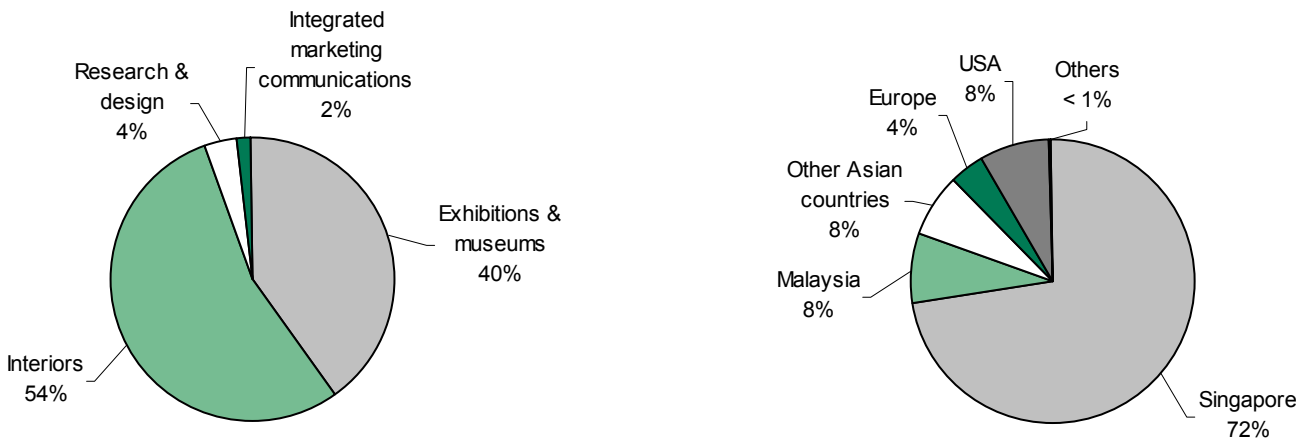 Integrated
marketing
communications
2%
Research &
design
4%
Exhibitions &
museums
40%
Interiors
54%
USA
8%
Others
< 1%
Europe
4%
Other Asian
countries
8%
Malaysia
8%
Singapore
72%